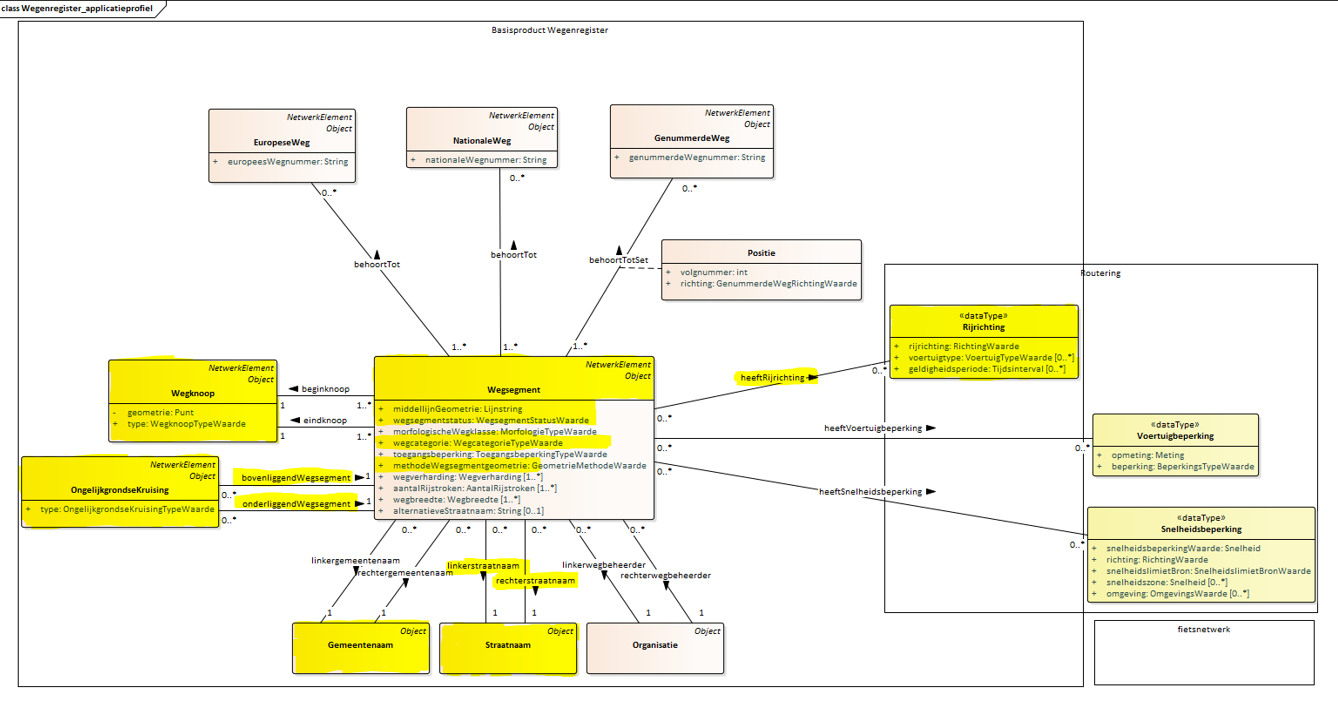 class Wegenregister_applicatieprofiel
Basisproduct Wegenregister
NetwerkElement
Object
EuropeseWeg
+ europeesWegnummer: String
NetwerkElement
Object
NationaleWeg
+ nationaleWegnummer: String
NetwerkElement
Object
GenummerdeWeg
+ genummerdeWegnummer: String
0..*
0..*
0..*
behoortTot
behoortTot
behoortTotSet
Positie
+ volgnummer: int
+ richting: GenummerdeWegRichtingWaarde
1..*
1..*
1..*
Routering
«dataType»
Rijrichting
+ rijrichting: RichtingWaarde
+ voertuigtype: VoertuigTypeWaarde [0..*]
+ geldigheidsperiode: Tijdsinterval [0..*]
NetwerkElement
Object
Wegknoop
- geometrie: Punt
+ type: WegknoopTypeWaarde
beginknoop
1
1..*
eindknoop
1
1..*
NetwerkElement
Object
Wegsegment
+ middellijnGeometrie: Lijnstring
+ wegsegmentstatus: WegsegmentStatusWaarde
+ morfologischeWegklasse: MorfologieTypeWaarde
+ wegcategorie: WegcategorieTypeWaarde
+ toegangsbeperking: ToegangsbeperkingTypeWaarde
+ methodeWegsegmentgeometrie: GeometrieMethodeWaarde
+ wegverharding: Wegverharding [1..*]
+ aantalRijstroken: AantalRijstroken [1..*]
+ wegbreedte: Wegbreedte [1..*]
+ alternatieveStraatnaam: String [0..1]
heeftRijrichting
0..*
0..*
heeftVoertuigbeperking
0..*
0..*
«dataType»
Voertuigbeperking
+ opmeting: Meting
+ beperking: BeperkingsTypeWaarde
heeftSnelheidsbeperking
0..*
0..*
«dataType»
Snelheidsbeperking
+ snelheidsbeperkingWaarde: Snelheid
+ richting: RichtingWaarde
+ snelheidslimietBron: SnelheidslimietBronWaarde
+ snelheidszone: Snelheid [0..*]
+ omgeving: OmgevingsWaarde [0..*]
NetwerkElement
Object
OngelijkgrondseKruising
+ type: OngelijkgrondseKruisingTypeWaarde
bovenliggendWegsegment
1
0..*
onderliggendWegsegment
1
0..*
0..*
0..*
0..*
0..*
0..*
0..*
linkergemeentenaam
rechtergemeentenaam
linkerstraatnaam
rechterstraatnaam
linkerwegbeheerder
rechterwegbeheerder
1
1
1
1
1
1
Object
Gemeentenaam
Object
Straatnaam
Object
Organisatie
fietsnetwerk